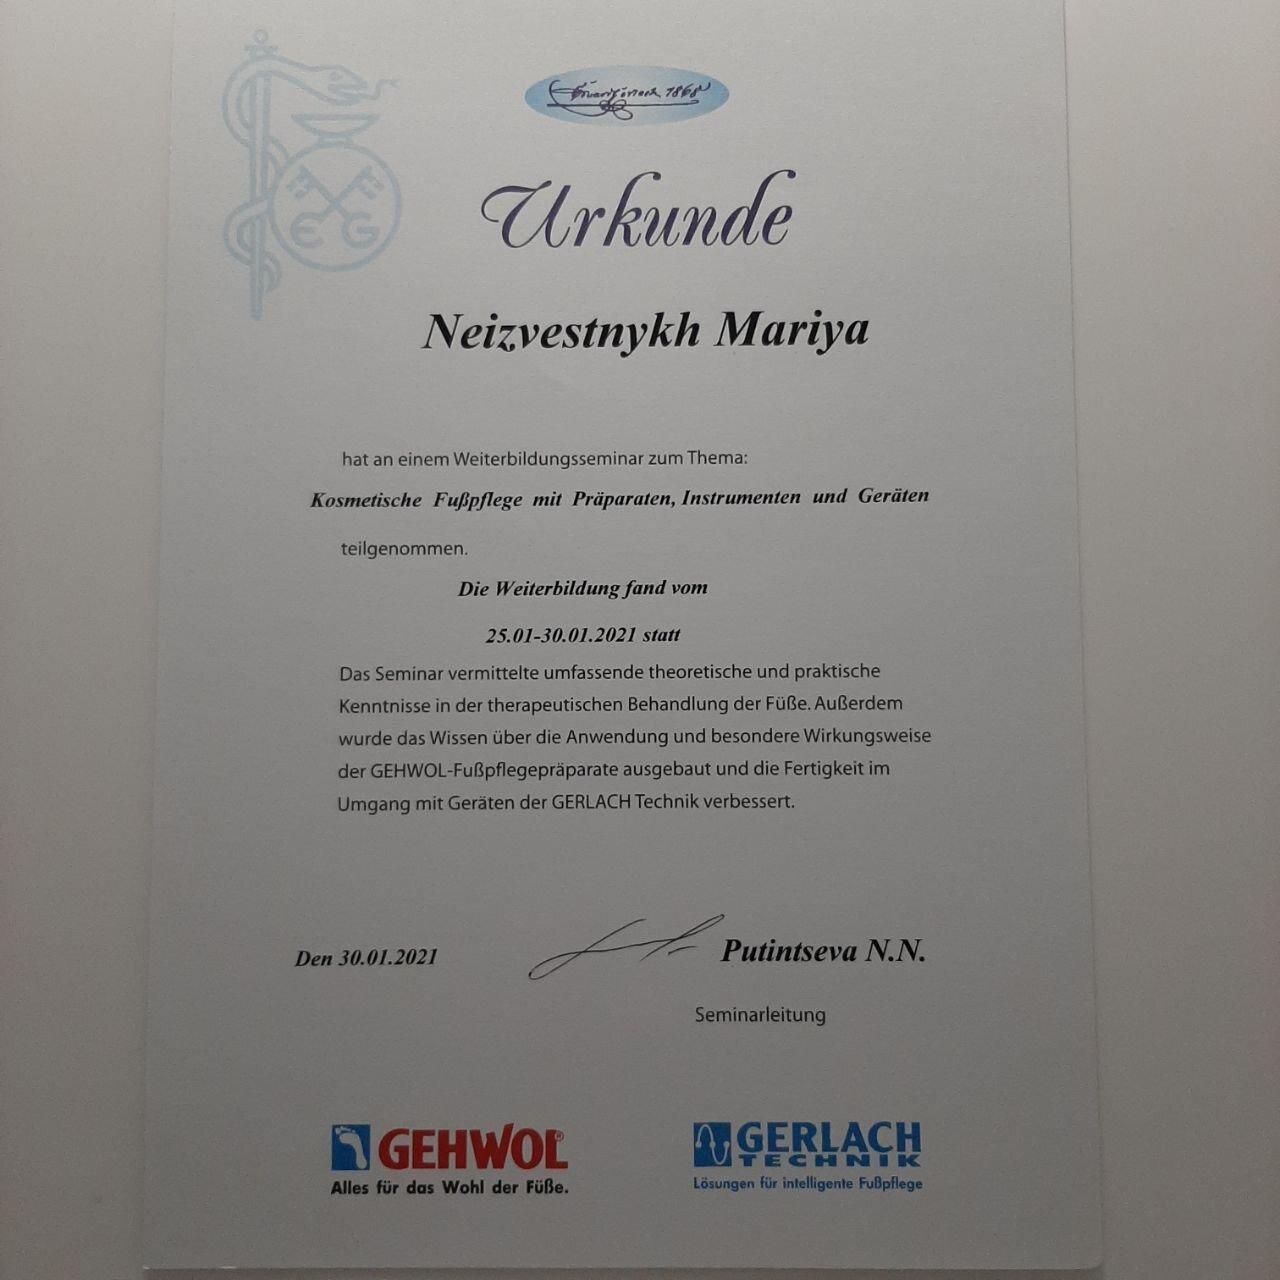 1868
Urkunde
E G
Neizvestnykh Mariya
hat an einem Weiterbildungsseminar zum Thema:
Kosmetische Fußpflege mit Präparaten, Instrumenten und Geräten
teilgenommen.
Die Weiterbildung fand vom
25.01-30.01.2021 statt
Das Seminar vermittelte umfassende theoretische und praktische
Kenntnisse in der therapeutischen Behandlung der Füße. Außerdem
wurde das Wissen über die Anwendung und besondere Wirkungsweise
der GEHWOL-Fußpflegepräparate ausgebaut und die Fertigkeit im
Umgang mit Geräten der GERLACH Technik verbessert.
Den 30.01.2021
Putintseva N.N.
Seminarleitung
GEHWOL®
Alles für das Wohl der Füße.
GERLACH
TECHNIK
Lösungen für intelligente Fußpflege